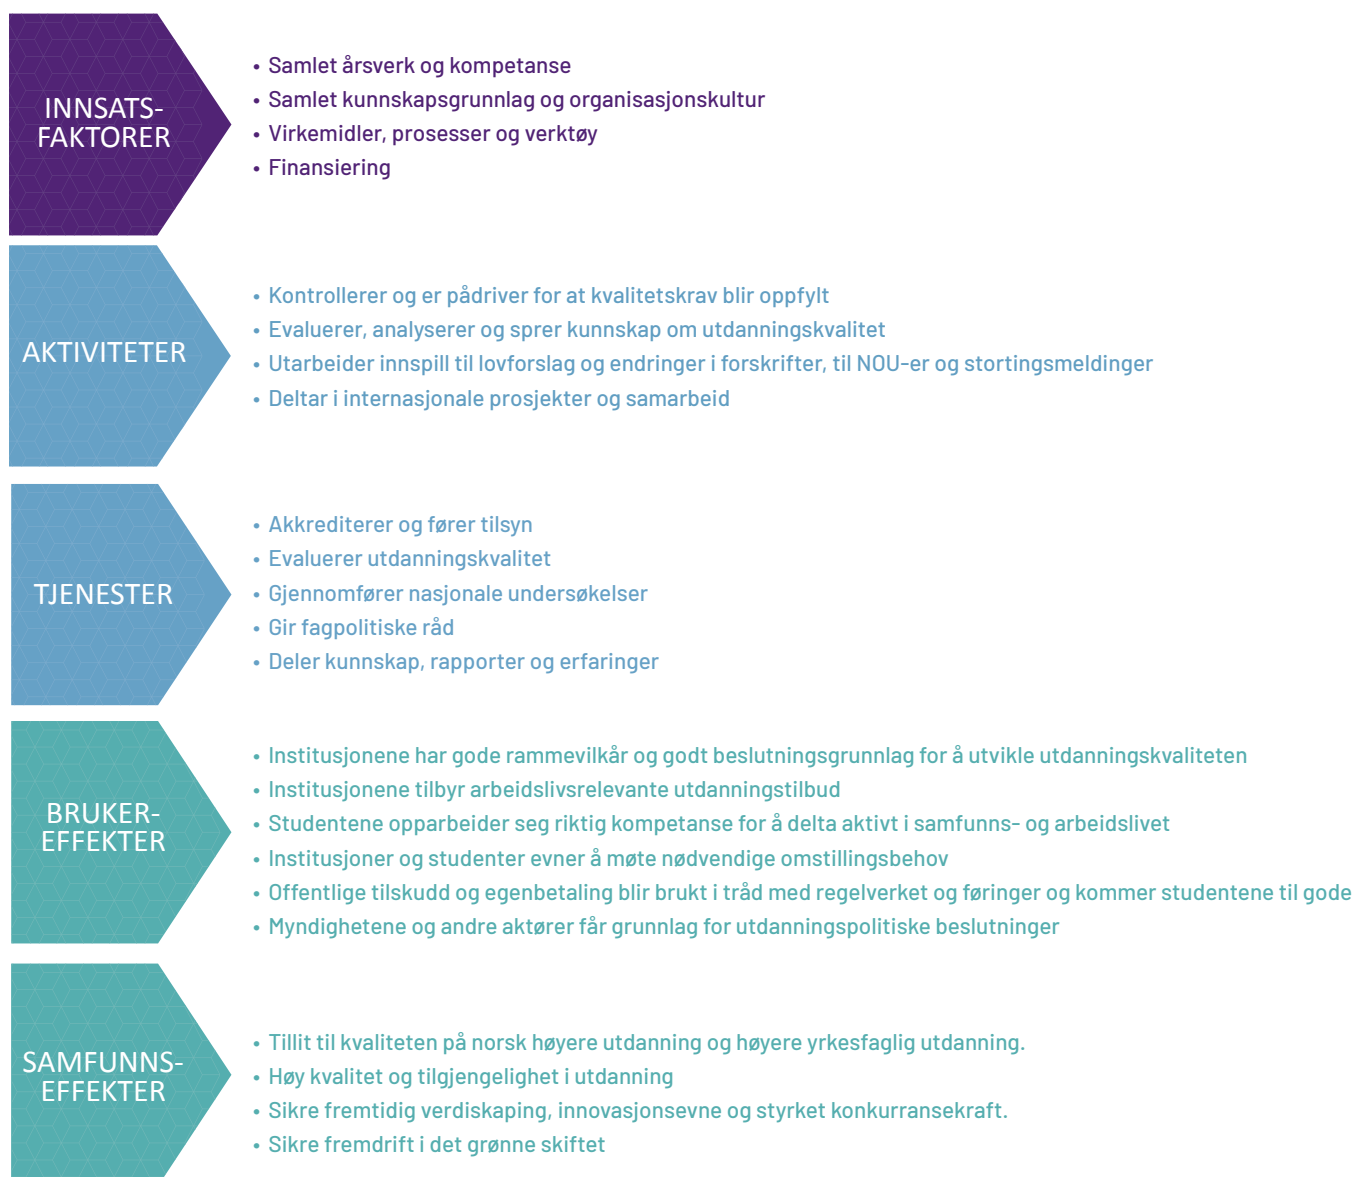 INNSATS-
FAKTORER
• Samlet årsverk og kompetanse
• Samlet kunnskapsgrunnlag og organisasjonskultur
• Virkemidler, prosesser og verktøy
• Finansiering
AKTIVITETER
• Kontrollerer og er pådriver for at kvalitetskrav blir oppfylt
• Evaluerer, analyserer og sprer kunnskap om utdanningskvalitet
• Utarbeider innspill til lovforslag og endringer i forskrifter, til NOU-er og stortingsmeldinger
• Deltar i internasjonale prosjekter og samarbeid
TJENESTER
• Akkrediterer og fører tilsyn
• Evaluerer utdanningskvalitet
• Gjennomfører nasjonale undersøkelser
• Gir fagpolitiske råd
• Deler kunnskap, rapporter og erfaringer
BRUKER-
EFFEKTER
• Institusjonene har gode rammevilkår og godt beslutningsgrunnlag for å utvikle utdanningskvaliteten
• Institusjonene tilbyr arbeidslivsrelevante utdanningstilbud
• Studentene opparbeider seg riktig kompetanse for å delta aktivt i samfunns- og arbeidslivet
• Institusjoner og studenter evner å møte nødvendige omstillingsbehov
• Offentlige tilskudd og egenbetaling blir brukt i tråd med regelverket og føringer og kommer studentene til gode
• Myndighetene og andre aktører får grunnlag for utdanningspolitiske beslutninger
SAMFUNNS-
EFFEKTER
• Tillit til kvaliteten på norsk høyere utdanning og høyere yrkesfaglig utdanning.
• Høy kvalitet og tilgjengelighet i utdanning
• Sikre fremtidig verdiskaping, innovasjonsevne og styrket konkurransekraft.
• Sikre fremdrift i det grønne skiftet